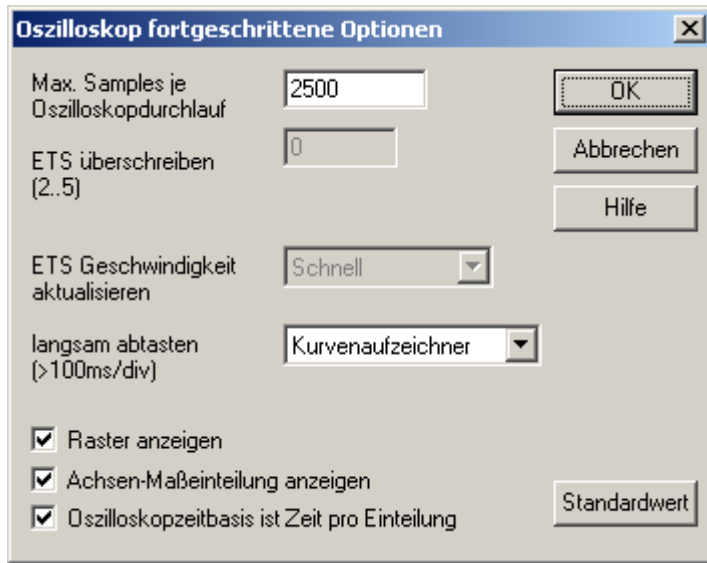 Oszilloskop fortgeschrittene Optionen
Max. Samples je
Oszilloskopdurchlauf
2500
OK
ETS überschreiben
(2..5)
0
Abbrechen
Hilfe
ETS Geschwindigkeit
aktualisieren
Schnell
langsam abtasten
(>100ms/div)
Kurvenaufzeichner
Raster anzeigen
Achsen-Maßeinteilung anzeigen
Oszilloskopzeitbasis ist Zeit pro Einteilung
Standardwert